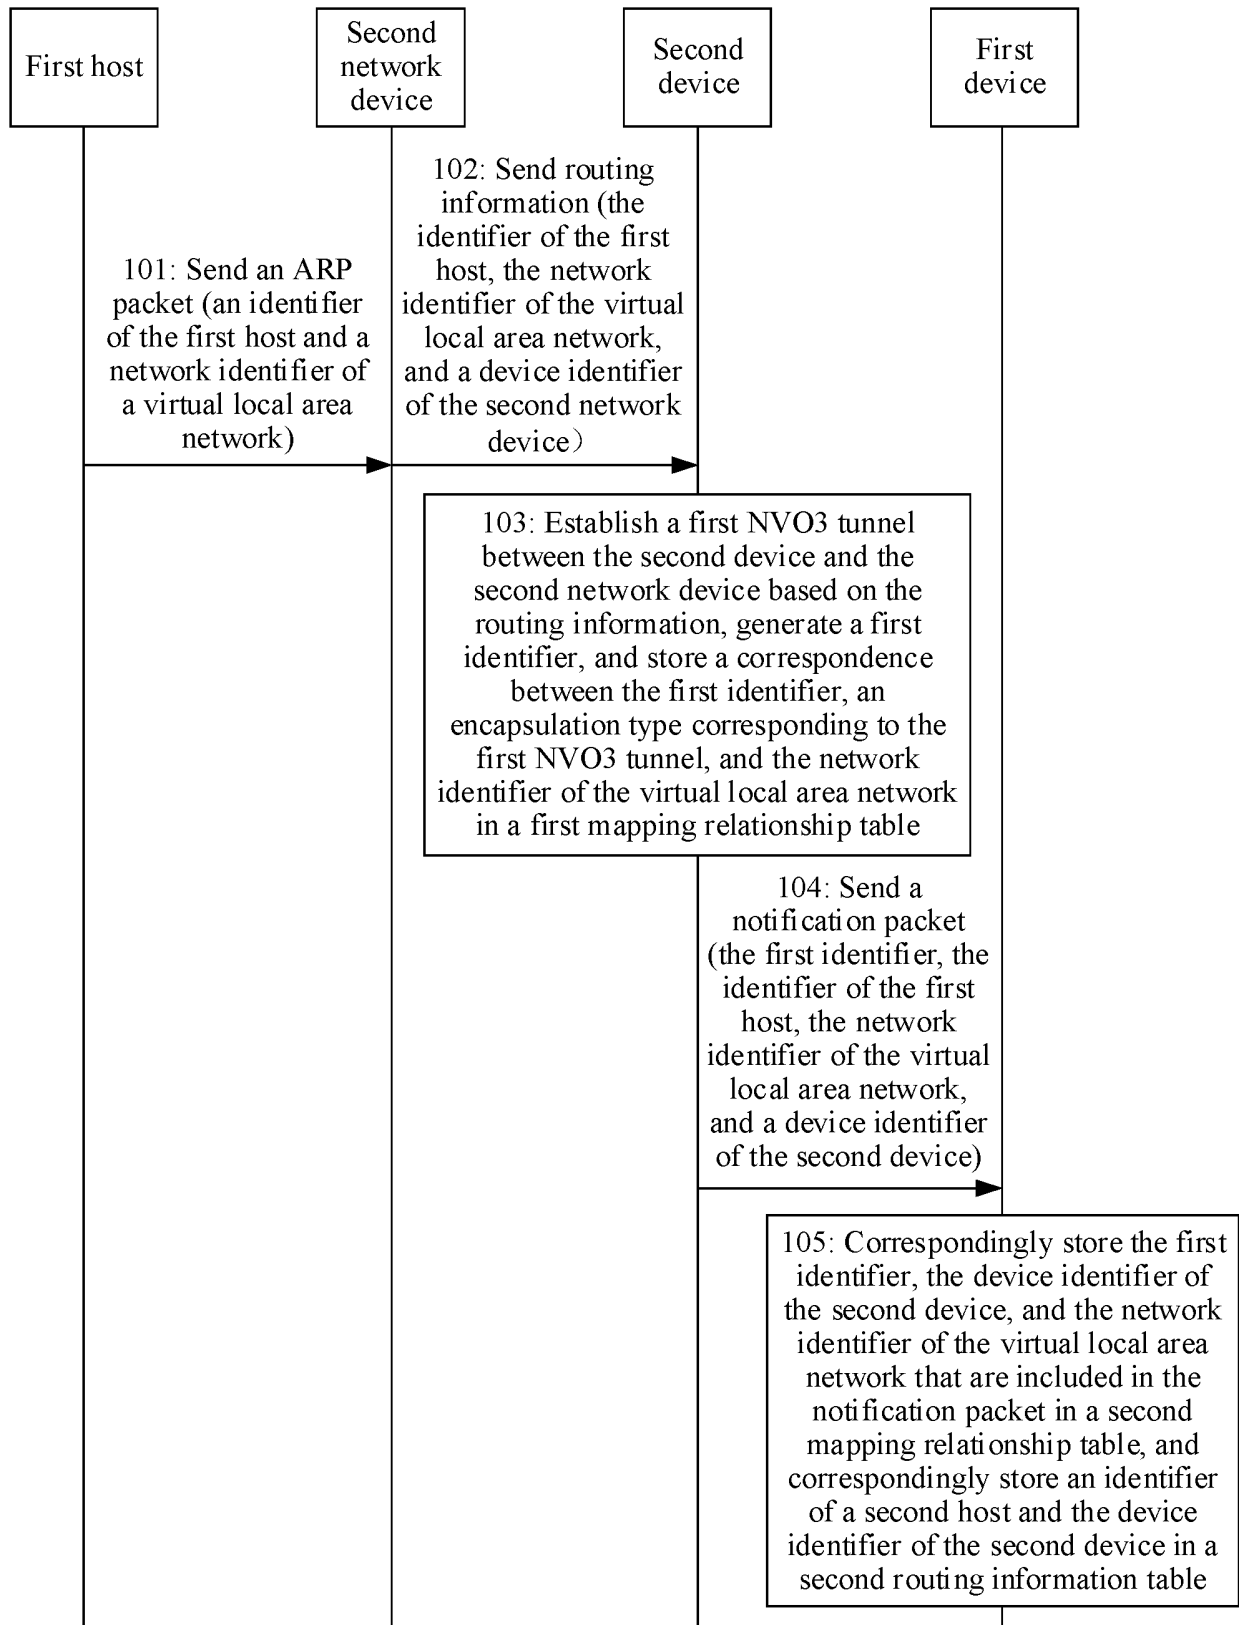 First host
Second
network
device
Second
device
First
device
101: Send an ARP
packet (an identifier
of the first host and a
network identifier of
a virtual local area
network)
102: Send routing
information (the
identifier of the first
host, the network
identifier of the virtual
local area network,
and a device identifier
of the second network
device）
103: Establish a first NVO3 tunnel
between the second device and the
second network device based on the
routing information, generate a first
identifier, and store a correspondence
between the first identifier, an
encapsulation type corresponding to the
first NVO3 tunnel, and the network
identifier of the virtual local area network
in a first mapping relationship table
104: Send a
notification packet
(the first identifier, the
identifier of the first
host, the network
identifier of the virtual
local area network,
and a device identifier
of the second device)
105: Correspondingly store the first
identifier, the device identifier of
the second device, and the network
identifier of the virtual local area
network that are included in the
notification packet in a second
mapping relationship table, and
correspondingly store an identifier
of a second host and the device
identifier of the second device in a
second routing information table